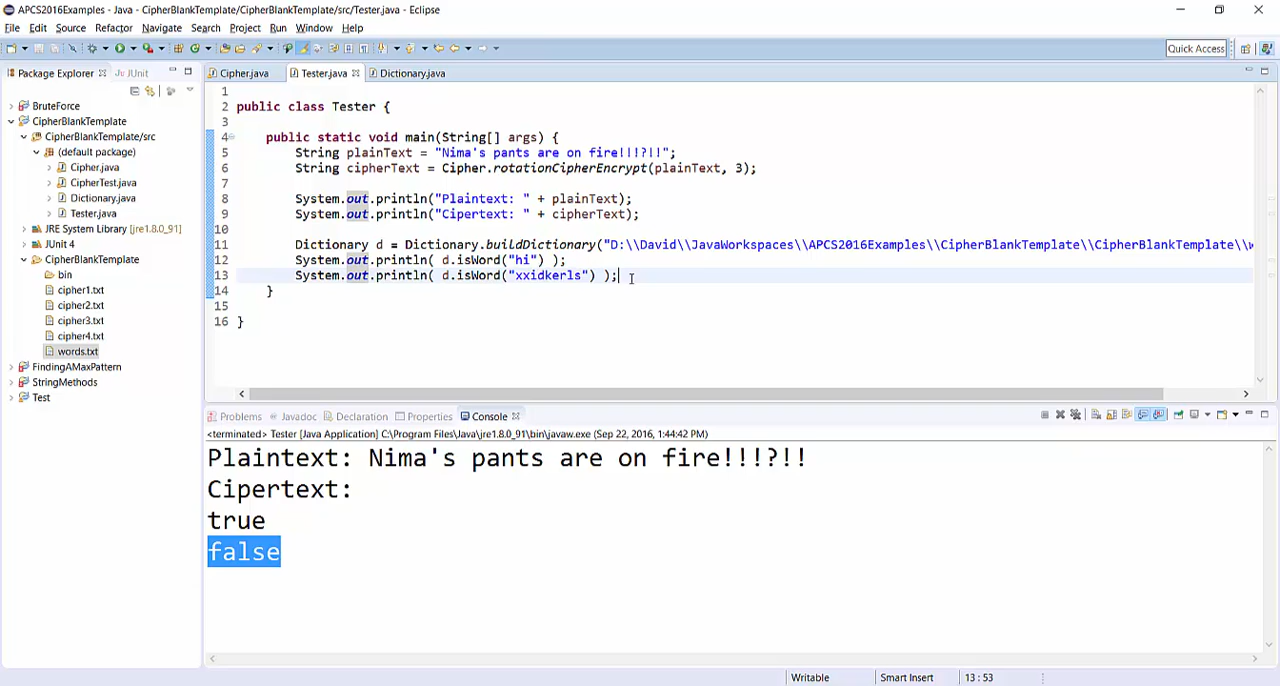 APCS2016Examples - Java - CipherBlankTemplate/src/Tester.java - Eclipse
File Edit Source Refactor Navigate Search Project Run Window Help
Quick Access
Package Explorer JUnit
Cipher.java Tester.java Dictionary.java
BruteForce
CipherBlankTemplate
CipherBlankTemplate/src
(default package)
Cipher.java
CipherTest.java
Dictionary.java
Tester.java
JRE System Library [jre1.8.0_91]
JUnit 4
CipherBlankTemplate
bin
cipher1.txt
cipher2.txt
cipher3.txt
cipher4.txt
words.txt
FindingAMaxPattern
StringMethods
Test
1
2 public class Tester {
3
4 public static void main(String[] args) {
5 String plainText = "Nima's pants are on fire!!!?!!";
6 String cipherText = Cipher.rotationCipherEncrypt(plainText, 3);
7
8 System.out.println("Plaintext: " + plainText);
9 System.out.println("Cipertext: " + cipherText);
10
11 Dictionary d = Dictionary.buildDictionary("D:\\David\\JavaWorkspaces\\APCS2016Examples\\CipherBlankTemplate\\CipherBlankTemplate\\w
12 System.out.println( d.isWord("hi") );
13 System.out.println( d.isWord("xxidkerls") );
14 }
15
16 }
Problems Javadoc Declaration Properties Console
<terminated> Tester [Java Application] C:\Program Files\Java\jre1.8.0_91\bin\javaw.exe (Sep 22, 2016, 1:44:42 PM)
Plaintext: Nima's pants are on fire!!!?!!
Cipertext:
true
false
Writable Smart Insert 13 : 53